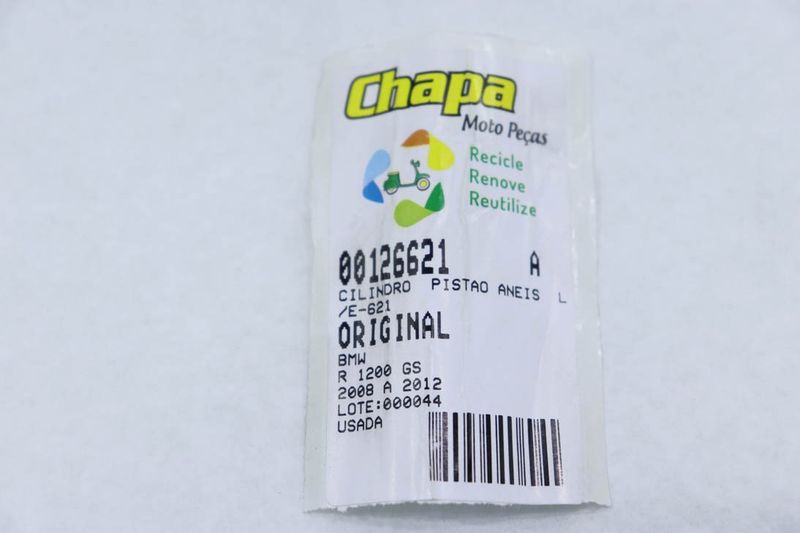 Chapa
Moto Peças
Recicle
Renove
Reutilize
00126621 A
CILINDRO PISTAO ANEIS L
/E-621
ORIGINAL
BMW
R 1200 GS
2008 A 2012
LOTE:000044
USADA